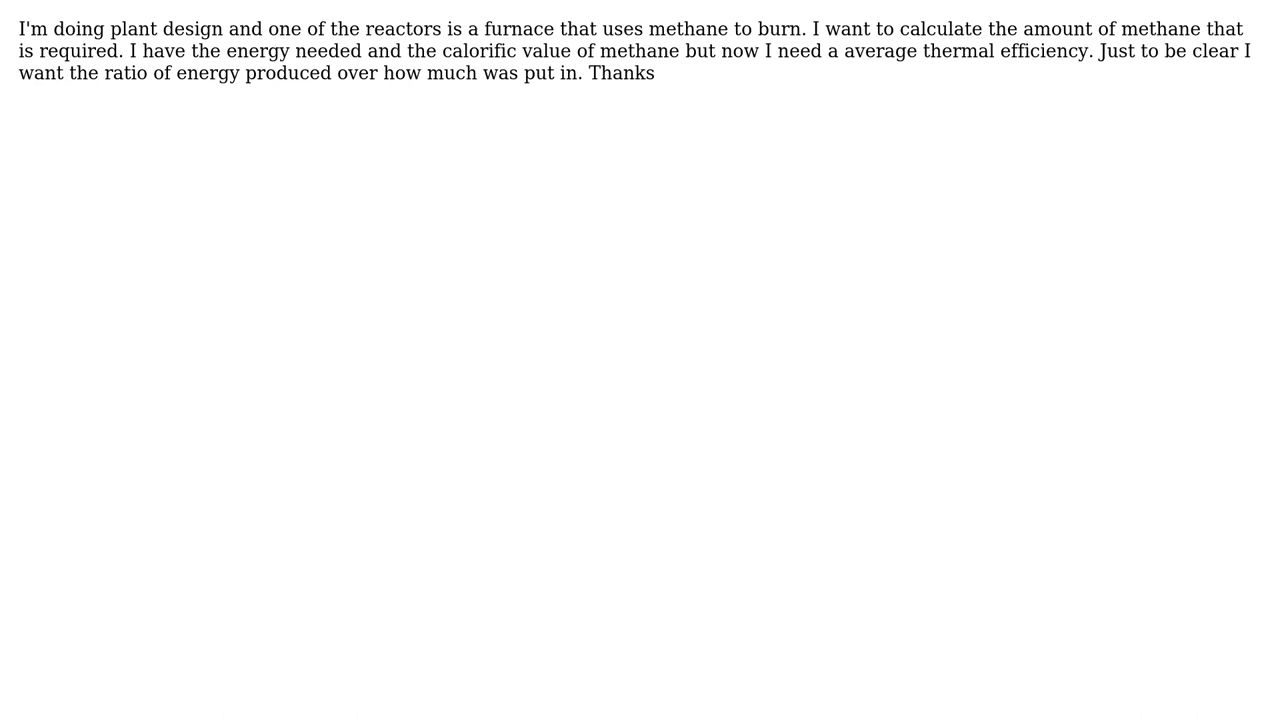 I'm doing plant design and one of the reactors is a furnace that uses methane to burn. I want to calculate the amount of methane that
is required. I have the energy needed and the calorific value of methane but now I need a average thermal efficiency. Just to be clear I
want the ratio of energy produced over how much was put in. Thanks